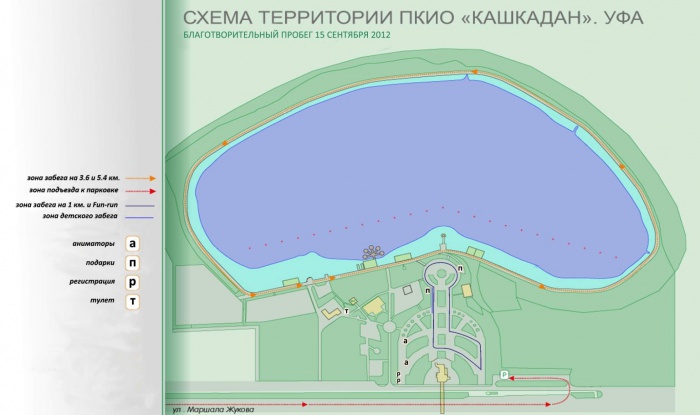 СХЕМА ТЕРРИТОРИИ ПКИО «КАШКАДАН». УФА
БЛАГОТВОРИТЕЛЬНЫЙ ПРОБЕГ 15 СЕНТЯБРЯ 2012
зона забега на 3.6 и 5.4 км.
зона подъезда к парковке
зона забега на 1 км. и Fun-run
зона детского забега
аниматоры а
подарки п
регистрация р
тулет т
п
п
т
а
а
р
р
P
ул . Маршала Жукова